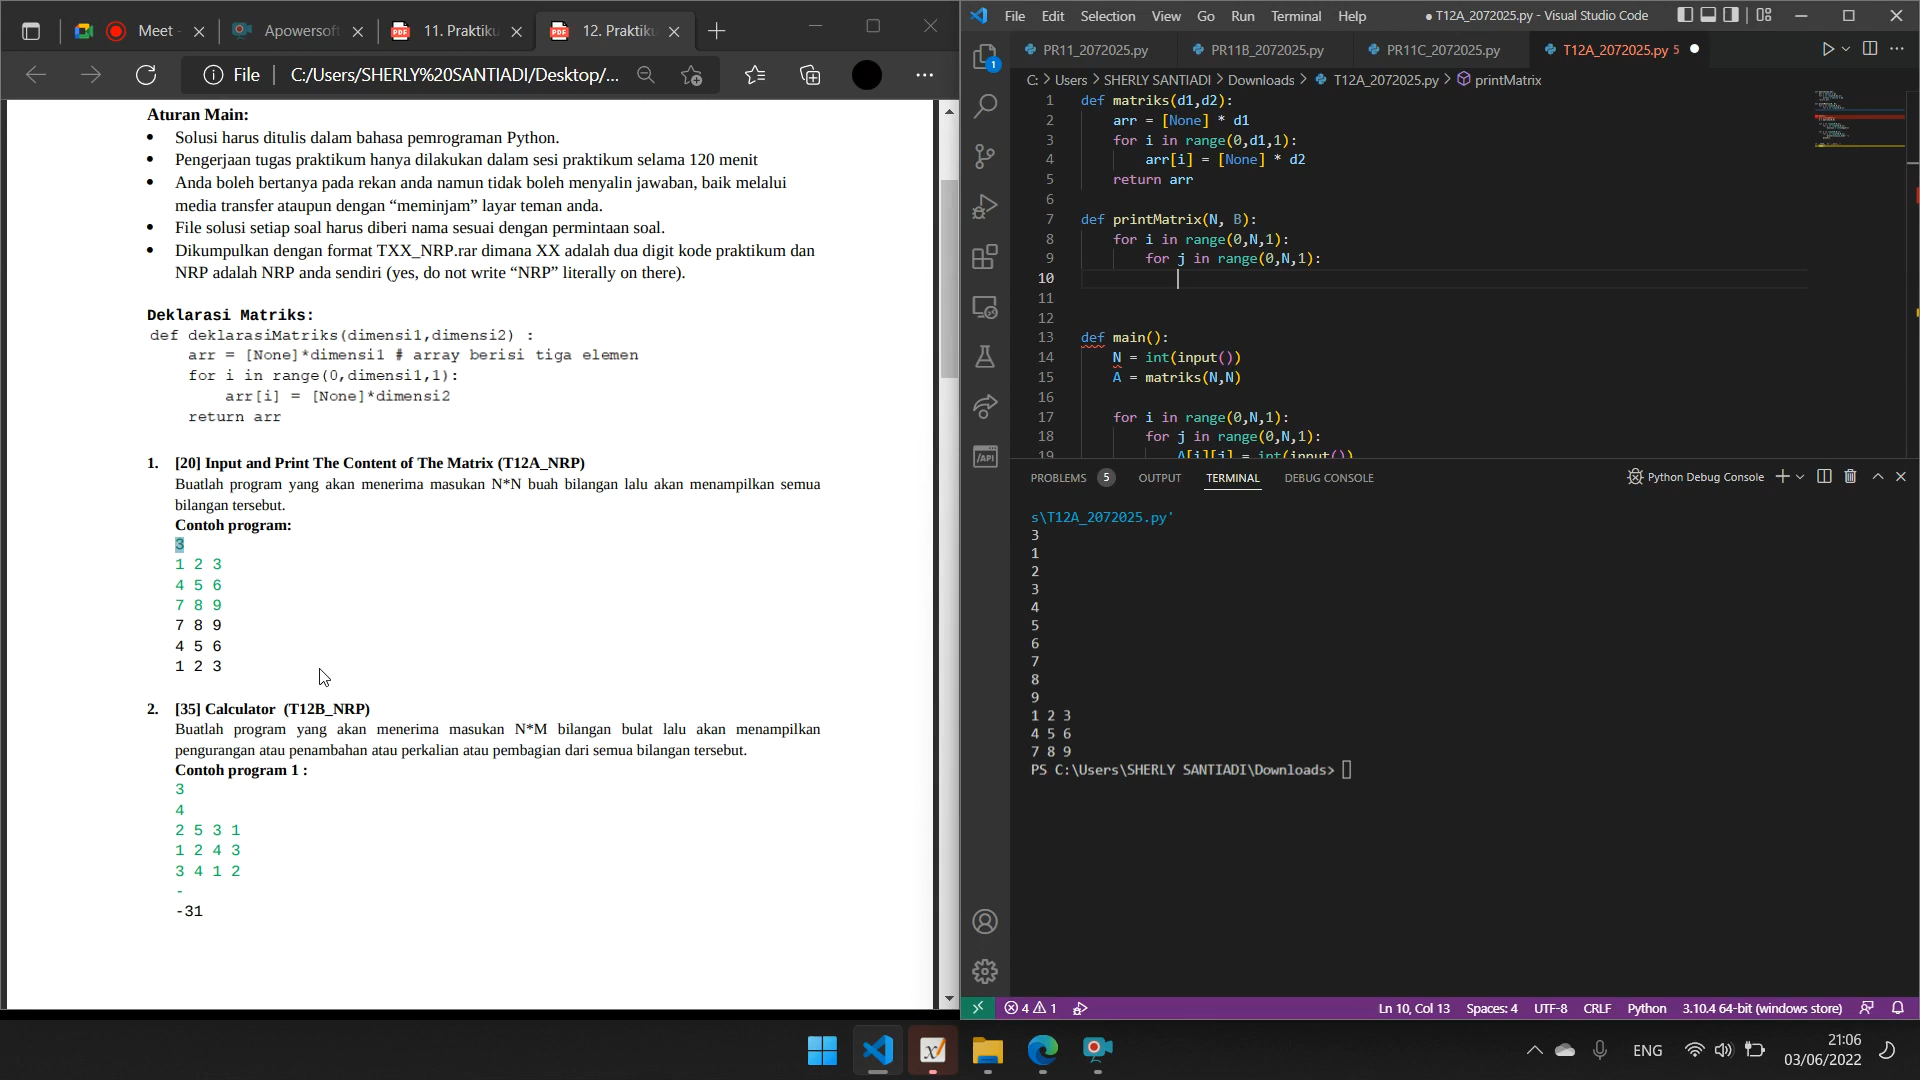 Meet
Apowersoft
11. Praktiku
12. Praktiku
File
C:/Users/SHERLY%20SANTIADI/Desktop/...
Aturan Main:
• Solusi harus ditulis dalam bahasa pemrograman Python.
• Pengerjaan tugas praktikum hanya dilakukan dalam sesi praktikum selama 120 menit
• Anda boleh bertanya pada rekan anda namun tidak boleh menyalin jawaban, baik melalui
media transfer ataupun dengan “meminjam” layar teman anda.
• File solusi setiap soal harus diberi nama sesuai dengan permintaan soal.
• Dikumpulkan dengan format TXX_NRP.rar dimana XX adalah dua digit kode praktikum dan
NRP adalah NRP anda sendiri (yes, do not write “NRP” literally on there).
Deklarasi Matriks:
def deklarasiMatriks(dimensi1,dimensi2) :
arr = [None]*dimensi1 # array berisi tiga elemen
for i in range(0,dimensi1,1):
arr[i] = [None]*dimensi2
return arr
1. [20] Input and Print The Content of The Matrix (T12A_NRP)
Buatlah program yang akan menerima masukan N*N buah bilangan lalu akan menampilkan semua
bilangan tersebut.
Contoh program:
3
1 2 3
4 5 6
7 8 9
7 8 9
4 5 6
1 2 3
2. [35] Calculator (T12B_NRP)
Buatlah program yang akan menerima masukan N*M bilangan bulat lalu akan menampilkan
pengurangan atau penambahan atau perkalian atau pembagian dari semua bilangan tersebut.
Contoh program 1 :
3
4
2 5 3 1
1 2 4 3
3 4 1 2
-
-31
File Edit Selection View Go Run Terminal Help
● T12A_2072025.py - Visual Studio Code
PR11_2072025.py
PR11B_2072025.py
PR11C_2072025.py
T12A_2072025.py 5
C: > Users > SHERLY SANTIADI > Downloads > T12A_2072025.py > printMatrix
1 def matriks(d1,d2):
2 arr = [None] * d1
3 for i in range(0,d1,1):
4 arr[i] = [None] * d2
5 return arr
6
7 def printMatrix(N, B):
8 for i in range(0,N,1):
9 for j in range(0,N,1):
10
11
12
13 def main():
14 N = int(input())
15 A = matriks(N,N)
16
17 for i in range(0,N,1):
18 for j in range(0,N,1):
19 A[i][j] = int(input())
1
API
PROBLEMS 5 OUTPUT TERMINAL DEBUG CONSOLE
Python Debug Console
s\T12A_2072025.py'
3
1
2
3
4
5
6
7
8
9
1 2 3
4 5 6
7 8 9
PS C:\Users\SHERLY SANTIADI\Downloads>
4 1
Ln 10, Col 13 Spaces: 4 UTF-8 CRLF Python 3.10.4 64-bit (windows store)
ENG
21:06
03/06/2022